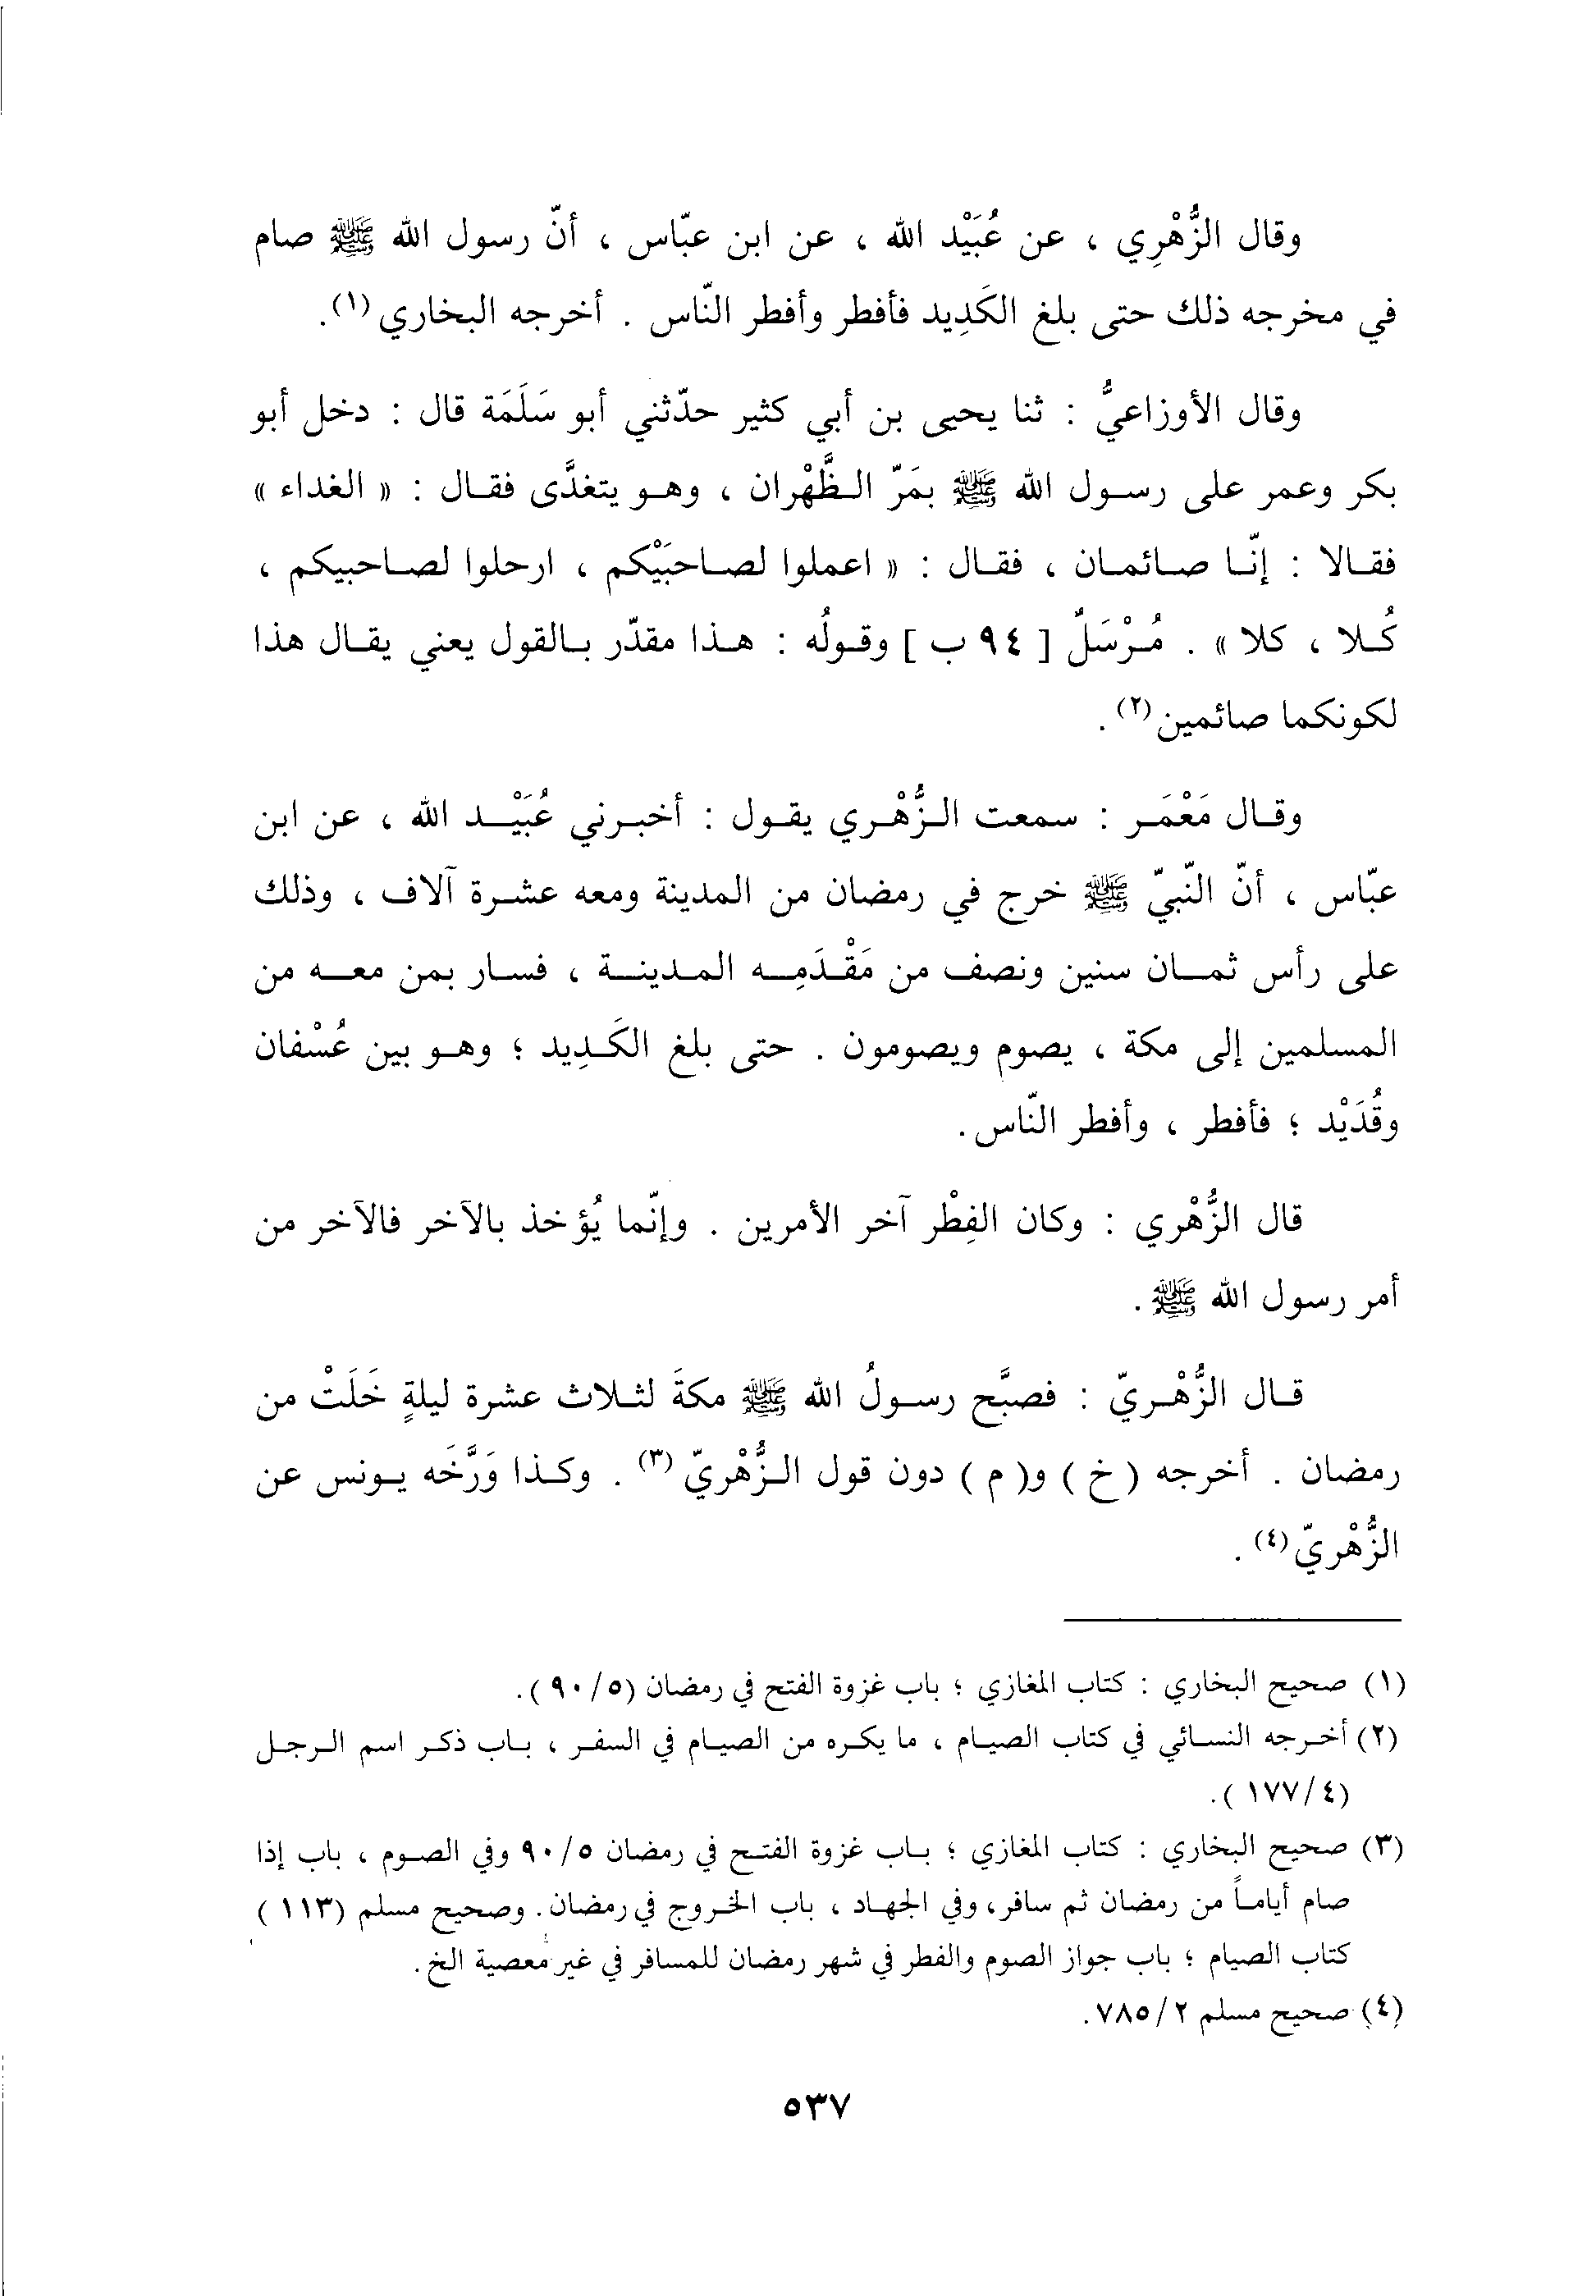 وقال الزُّهْرِي ، عن عُبَيْد الله ، عن ابن عبّاس ، أنّ رسول الله ﷺ صام
في مخرجه ذلك حتى بلغ الكَدِيد فأفطر وأفطر النّاس . أخرجه البخاري (١).
وقال الأوزاعيُّ : ثنا يحيى بن أبي كثير حدّثني أبو سَلَمَة قال : دخل أبو
بكر وعمر على رسول الله ﷺ بمَرّ الظَّهْران ، وهو يتغدَّى فقال : « الغداء »
فقالا : إنّا صائمان ، فقال : « اعملوا لصاحبَيْكم ، ارحلوا لصاحبيكم ،
كُلا ، كلا » . مُرْسَلٌ [ ٩٤ ب ] وقولُه : هذا مقدّر بالقول يعني يقال هذا
لكونكما صائمين (٢) .
وقال مَعْمَر : سمعت الزُّهْري يقول : أخبرني عُبَيْد الله ، عن ابن
عبّاس ، أنّ النّبيّ ﷺ خرج في رمضان من المدينة ومعه عشرة آلاف ، وذلك
على رأس ثمان سنين ونصف من مَقْدَمِه المدينة ، فسار بمن معه من
المسلمين إلى مكة ، يصوم ويصومون . حتى بلغ الكَدِيد ؛ وهو بين عُسْفان
وقُدَيْد ؛ فأفطر ، وأفطر النّاس .
قال الزُّهْري : وكان الفِطْر آخر الأمرين . وإنّما يُؤخذ بالآخر فالآخر من
أمر رسول الله ﷺ .
قال الزُّهْريّ : فصبَّح رسولُ الله ﷺ مكةَ لثلاث عشرة ليلةٍ خَلَتْ من
رمضان . أخرجه ( خ ) و( م ) دون قول الزُّهْريّ (٣) . وكذا وَرَّخَه يونس عن
الزُّهْريّ (٤) .
(١) صحيح البخاري : كتاب المغازي ؛ باب غزوة الفتح في رمضان (٥/ ٩٠).
(٢) أخرجه النسائي في كتاب الصيام ، ما يكره من الصيام في السفر ، باب ذكر اسم الرجل
(٤/ ١٧٧).
(٣) صحيح البخاري : كتاب المغازي ؛ باب غزوة الفتح في رمضان ٥/ ٩٠ وفي الصوم ، باب إذا
صام أياماً من رمضان ثم سافر، وفي الجهاد ، باب الخروج في رمضان. وصحيح مسلم (١١٣)
كتاب الصيام ؛ باب جواز الصوم والفطر في شهر رمضان للمسافر في غير معصية الخ .
(٤) صحيح مسلم ٢/ ٧٨٥ .
٥٣٧